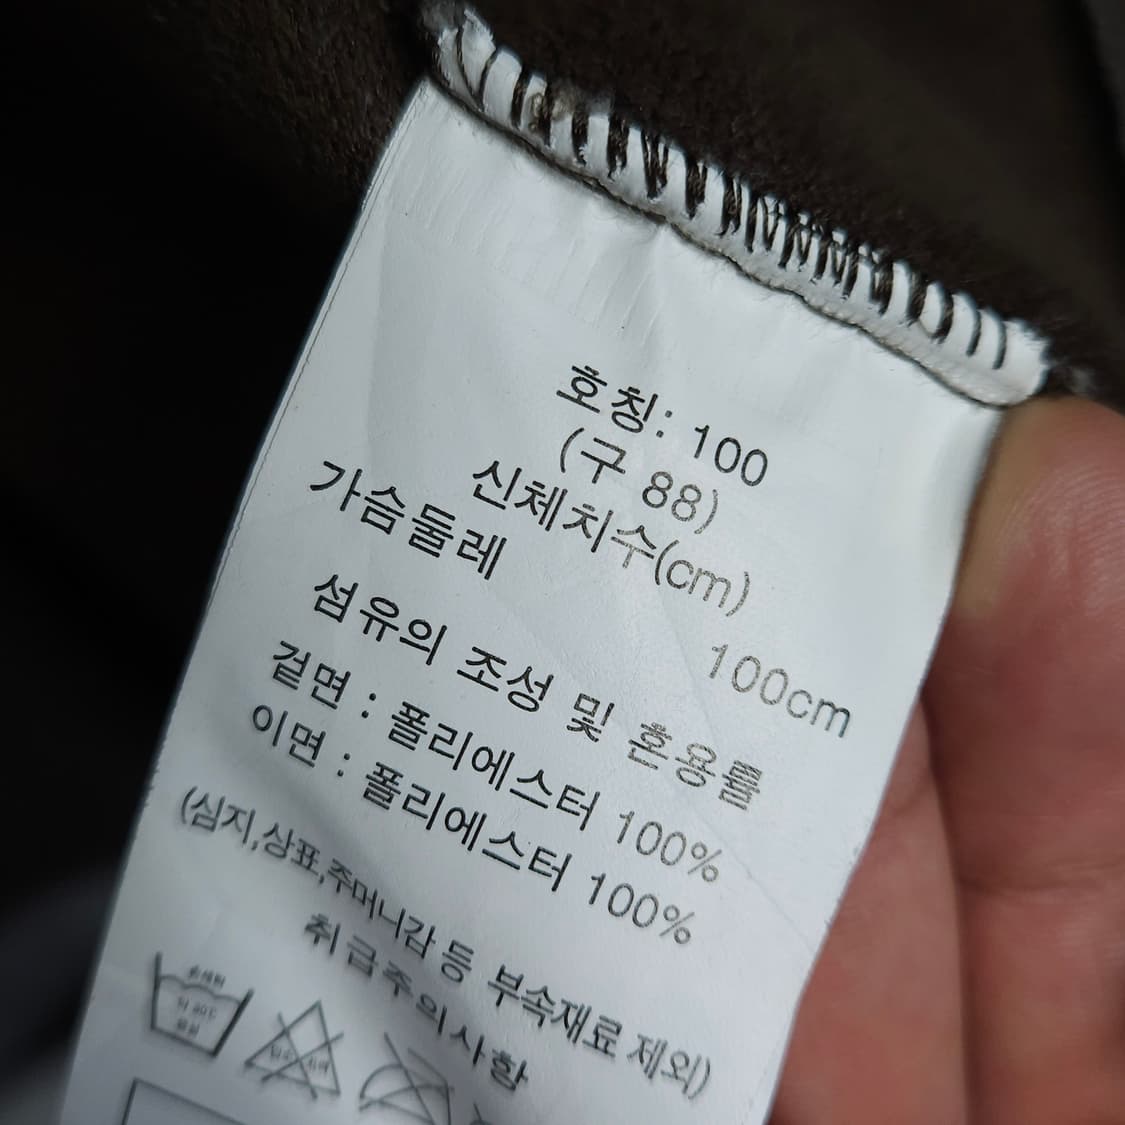 호칭: 100
(구 88)
신체치수(cm)
가슴둘레 100cm
섬유의 조성 및 혼용률
겉면 : 폴리에스터 100%
이면 : 폴리에스터 100%
(심지,상표,주머니감 등 부속재료 제외)
취급주의사항